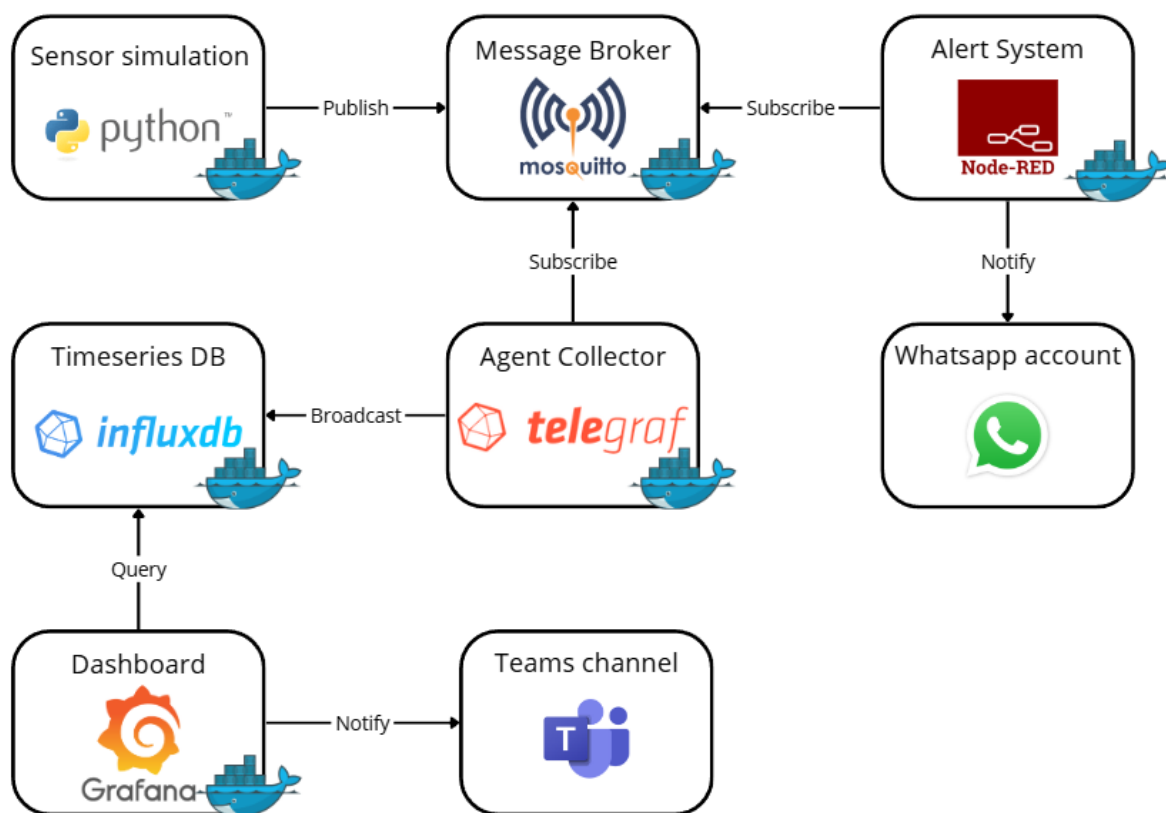 Sensor simulation
python™
Publish
Message Broker
mosquitto
Subscribe
Alert System
Node-RED
Subscribe
Notify
Timeseries DB
influxdb
Broadcast
Agent Collector
telegraf
Whatsapp account
Query
Dashboard
Grafana
Notify
Teams channel
T